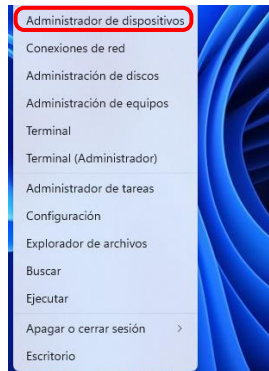 Administrador de dispositivos
Conexiones de red
Administración de discos
Administración de equipos
Terminal
Terminal (Administrador)
Administrador de tareas
Configuración
Explorador de archivos
Buscar
Ejecutar
Apagar o cerrar sesión
Escritorio